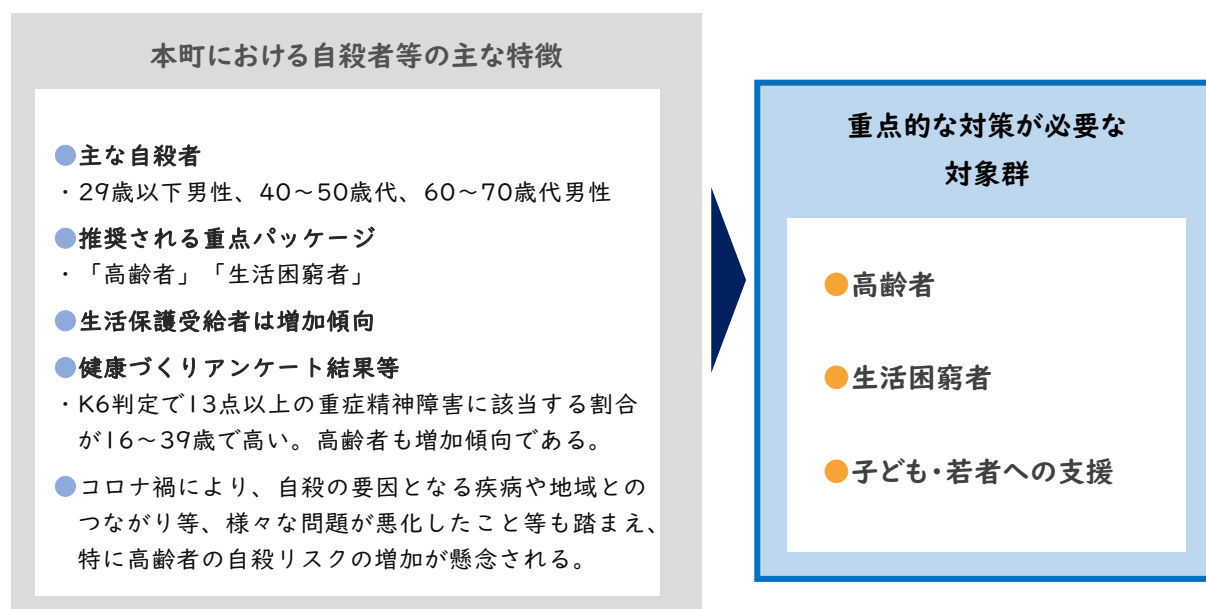 本町における自殺者等の主な特徴
●主な自殺者
・29歳以下男性、40～50歳代、60～70歳代男性
●推奨される重点パッケージ
・「高齢者」「生活困窮者」
●生活保護受給者は増加傾向
●健康づくりアンケート結果等
・K6判定で13点以上の重症精神障害に該当する割合
が16～39歳で高い。高齢者も増加傾向である。
●コロナ禍により、自殺の要因となる疾病や地域との
つながり等、様々な問題が悪化したこと等も踏まえ、
特に高齢者の自殺リスクの増加が懸念される。
重点的な対策が必要な
対象群
●高齢者
●生活困窮者
●子ども・若者への支援